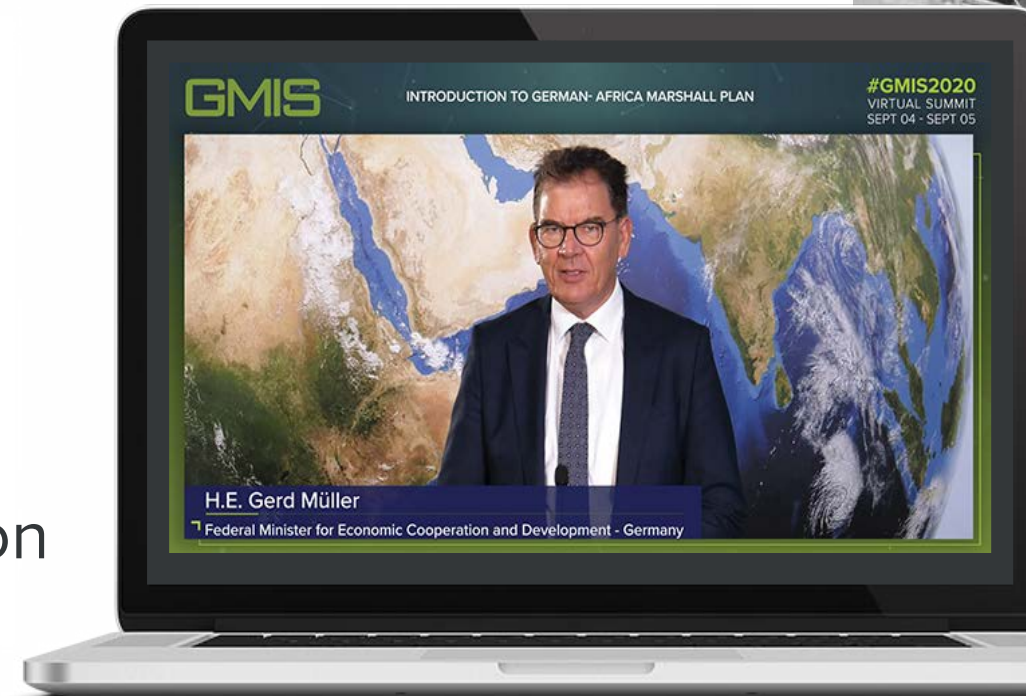 GMIS
INTRODUCTION TO GERMAN- AFRICA MARSHALL PLAN
#GMIS2020
VIRTUAL SUMMIT
SEPT 04 - SEPT 05
H.E. Gerd Müller
Federal Minister for Economic Cooperation and Development - Germany
on